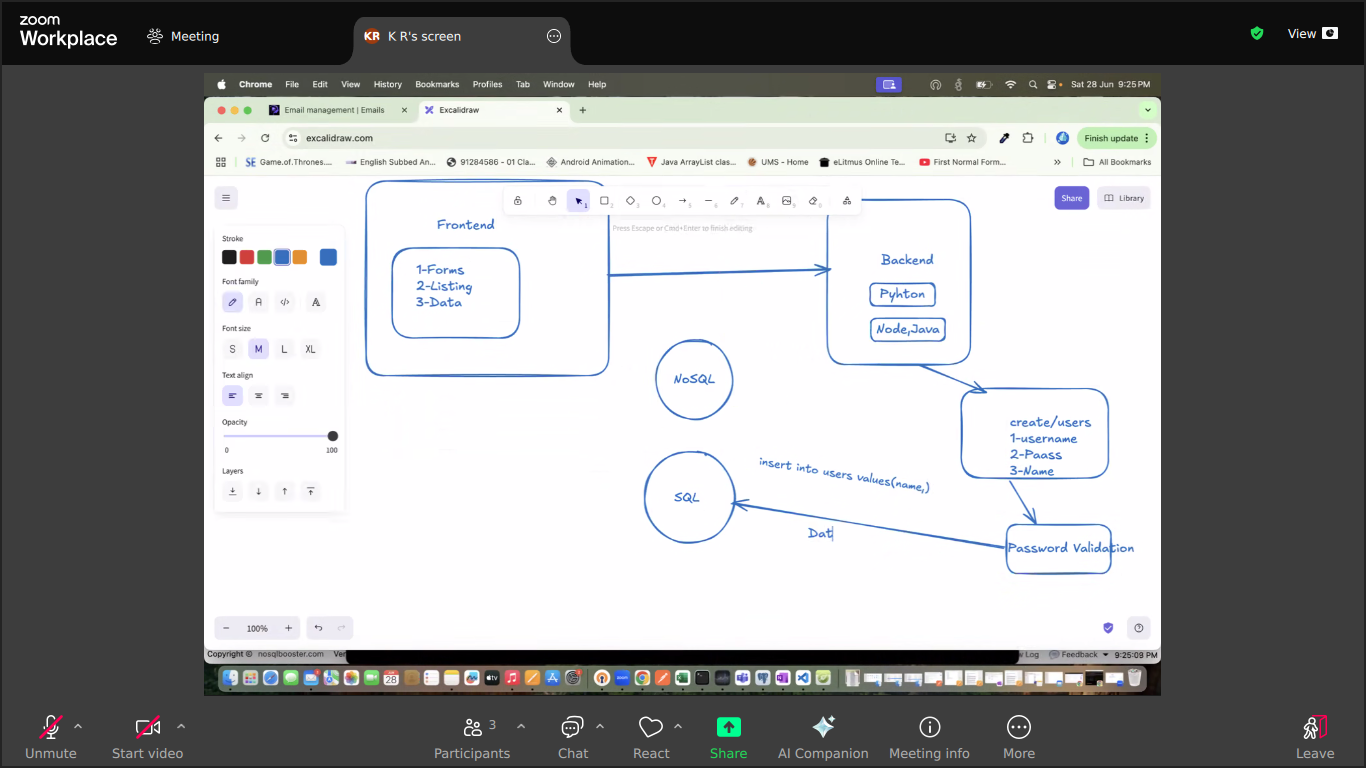 zoom
Workplace
Meeting
KR K R's screen
View
Chrome File Edit View History Bookmarks Profiles Tab Window Help
Sat 28 Jun 9:25 PM
Email management | Emails
Excalidraw
excalidraw.com
Finish update
SE Game.of.Thrones....
English Subbed An...
91284586 - 01 Cla...
Android Animation...
Java ArrayList clas...
UMS - Home
eLitmus Online Te...
First Normal Form...
All Bookmarks
Share
Library
Press Escape or Cmd+Enter to finish editing
Stroke
Font family
Font size
S M L XL
Text align
Opacity
0 100
Layers
Frontend
1-Forms
2-Listing
3-Data
Backend
Pyhton
Node,Java
NoSQL
create/users
1-username
2-Paass
3-Name
insert into users values(name,)
SQL
Dat
Password Validation
100%
Copyright © nosqlbooster.com Ver
w Log
Feedback
9:25:09 PM
28
Unmute
Start video
Participants 3
Chat
React
Share
AI Companion
Meeting info
More
Leave